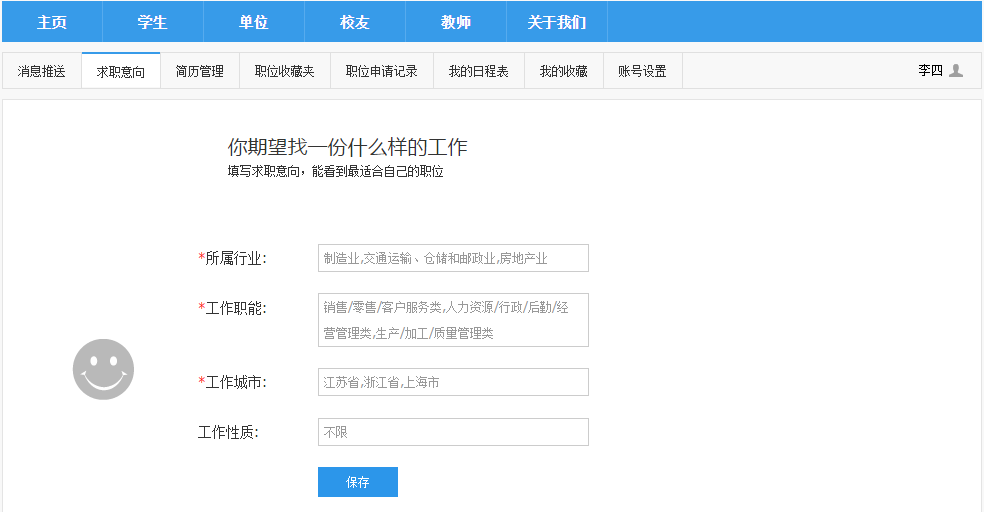 主页 学生 单位 校友 教师 关于我们
消息推送 求职意向 简历管理 职位收藏夹 职位申请记录 我的日程表 我的收藏 账号设置 李四
你期望找一份什么样的工作
填写求职意向，能看到最适合自己的职位
*所属行业: 制造业,交通运输、仓储和邮政业,房地产业
*工作职能: 销售/零售/客户服务类,人力资源/行政/后勤/经
营管理类,生产/加工/质量管理类
*工作城市: 江苏省,浙江省,上海市
工作性质: 不限
保存